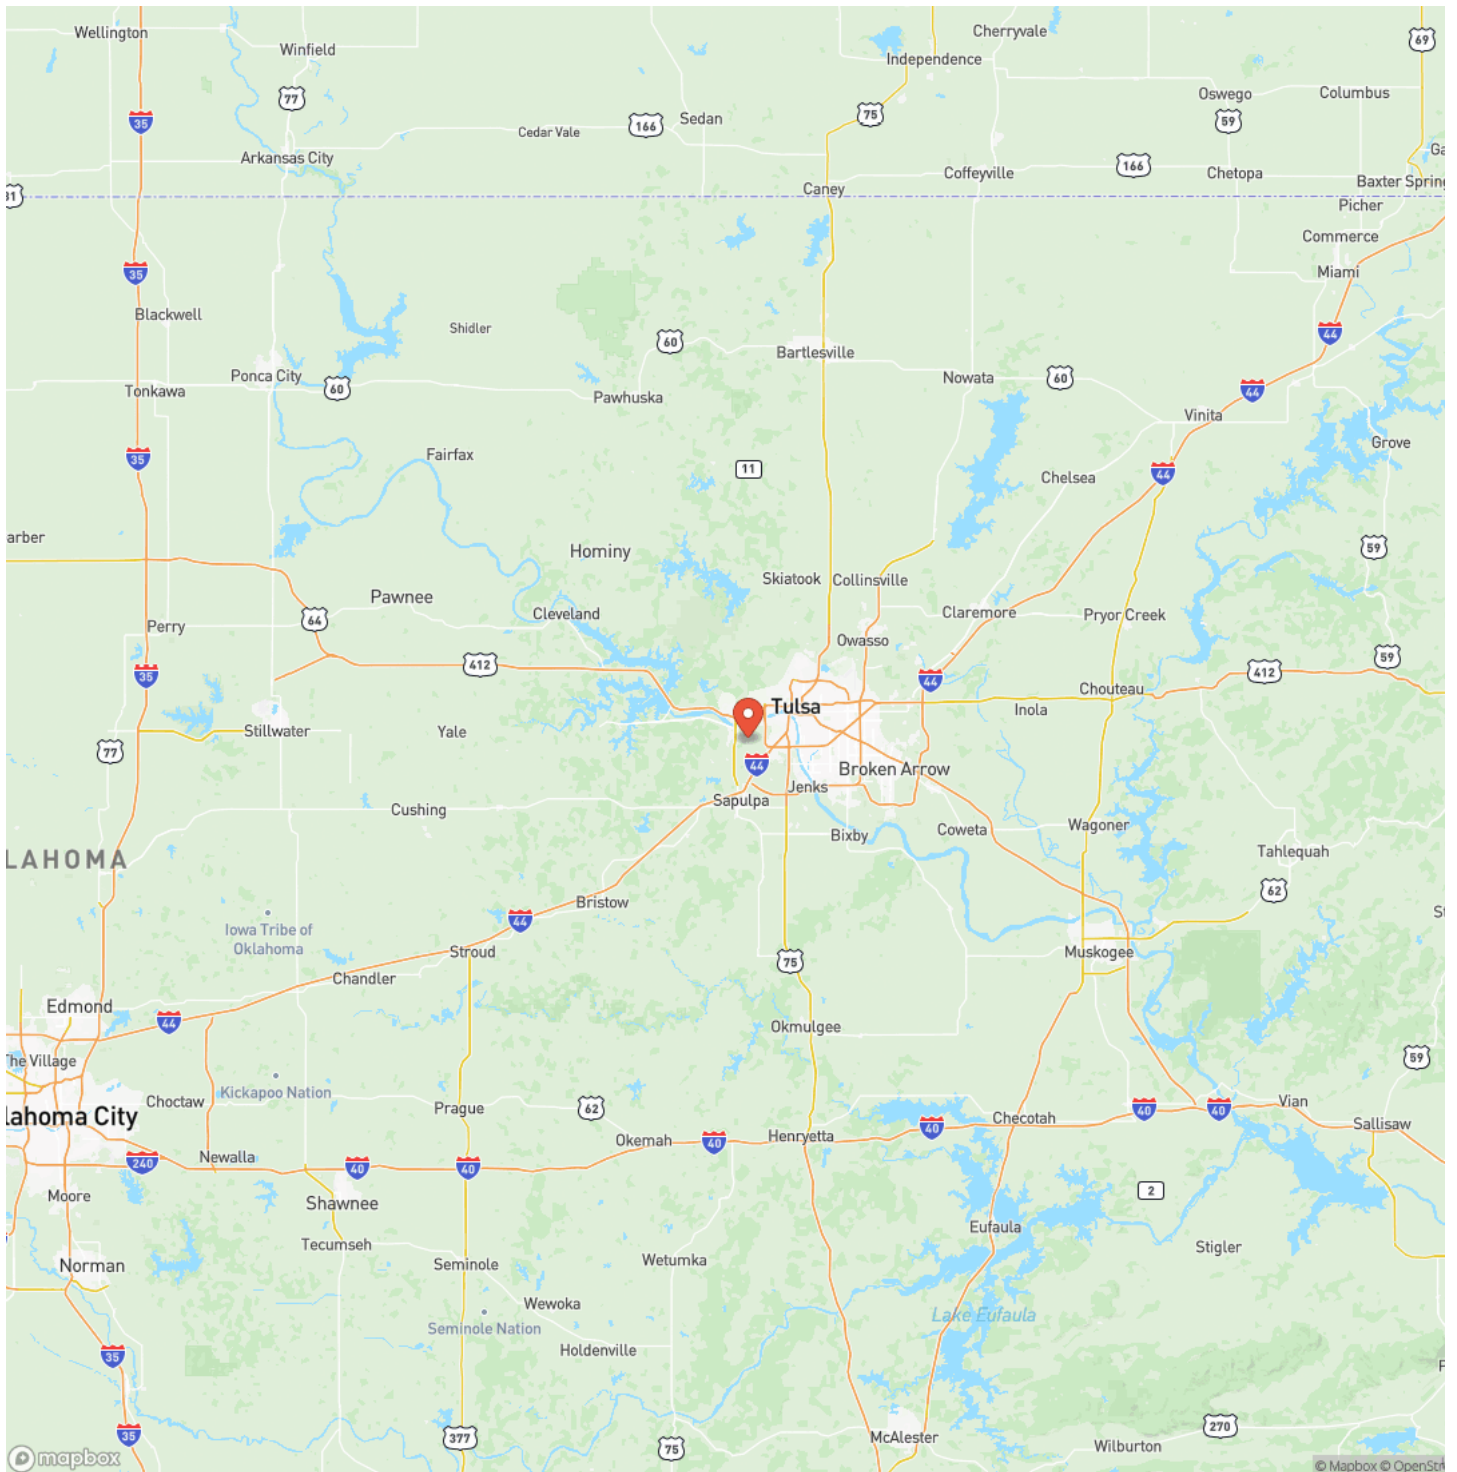 Wellington
Winfield
Cherryvale
69
Independence
77
Oswego
Columbus
35
75
Sedan
59
166
Cedar Vale
Arkansas City
166
Coffeyville
Chetopa
Caney
Baxter Spring
31
Picher
Commerce
35
Miami
Blackwell
Shidler
44
60
Bartlesville
Ponca City
Nowata
60
Tonkawa
60
44
Pawhuska
Vinita
Grove
Fairfax
35
11
44
Chelsea
arber
59
Hominy
Skiatook
Collinsville
Pawnee
Cleveland
Claremore
Pryor Creek
64
Perry
Owasso
59
412
35
44
412
Chouteau
Tulsa
Inola
Stillwater
Yale
77
44
Broken Arrow
Jenks
Sapulpa
Cushing
Wagoner
Coweta
Bixby
Tahlequah
LAHOMA
62
Bristow
44
Iowa Tribe of
Oklahoma
Stroud
Muskogee
75
Chandler
Edmond
44
Okmulgee
59
The Village
Kickapoo Nation
Choctaw
Prague
62
40
40
Vian
lahoma City
Checotah
Sallisaw
40
Henryetta
Okemah
40
Newalla
240
40
40
2
Moore
Shawnee
Eufaula
Tecumseh
Stigler
Norman
Seminole
Wetumka
Wewoka
Lake Eufaula
Seminole Nation
Holdenville
35
270
35
377
McAlester
Wilburton
75
mapbox
© Mapbox © OpenStr